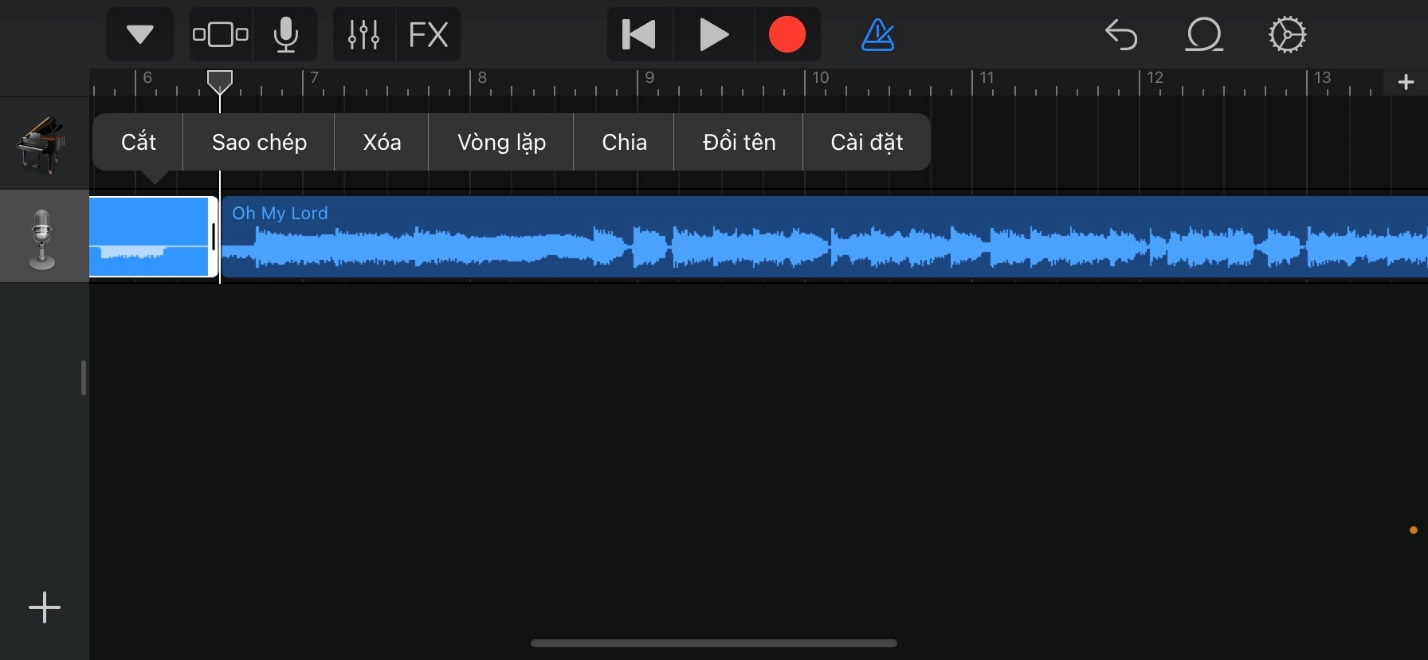 FX
6 7 8 9 10 11 12 13
Cắt Sao chép Xóa Vòng lặp Chia Đổi tên Cài đặt
Oh My Lord